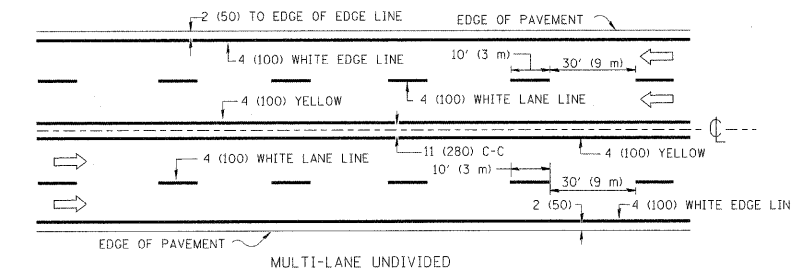 2 (50) TO EDGE OF EDGE LINE
EDGE OF PAVEMENT
4 (100) WHITE EDGE LINE
10' (3 m)
30' (9 m)
4 (100) YELLOW
4 (100) WHITE LANE LINE
℄
4 (100) WHITE LANE LINE
11 (280) C-C
4 (100) YELLOW
10' (3 m)
30' (9 m)
2 (50)
4 (100) WHITE EDGE LIN
EDGE OF PAVEMENT
MULTI-LANE UNDIVIDED